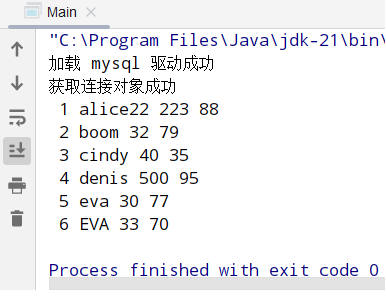 Main
"C:\Program Files\Java\jdk-21\bin\
加载 mysql 驱动成功
获取连接对象成功
1 alice22 223 88
2 boom 32 79
3 cindy 40 35
4 denis 500 95
5 eva 30 77
6 EVA 33 70
Process finished with exit code 0